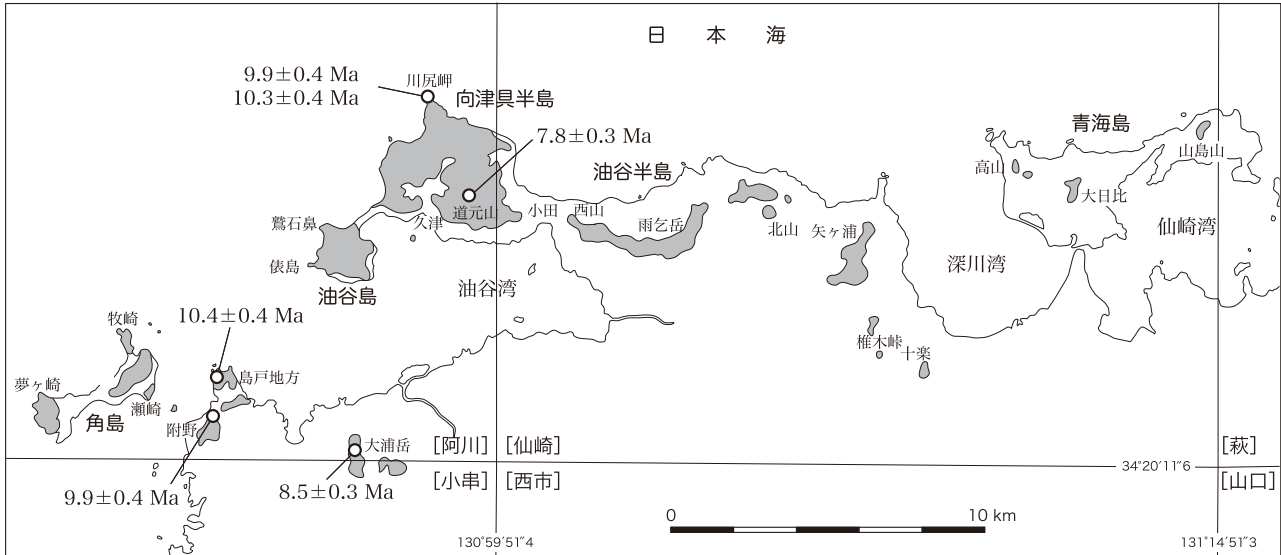 日本海
9.9±0.4 Ma
10.3±0.4 Ma
川尻岬
向津具半島
7.8±0.3 Ma
青海島
山島山
油谷半島
高山
大日比
鷲石鼻
久津
道元山
小田
西山
雨乞岳
北山
矢ヶ浦
仙崎湾
俵島
油谷島
油谷湾
深川湾
牧崎
10.4±0.4 Ma
椎木峠
十楽
夢ヶ崎
島戸地方
瀬崎
角島
附野
大浦岳
[阿川]
[仙崎]
[萩]
34°20′11″6
[小串]
[西市]
[山口]
9.9±0.4 Ma
8.5±0.3 Ma
0
10 km
130°59′51″4
131°14′51″3